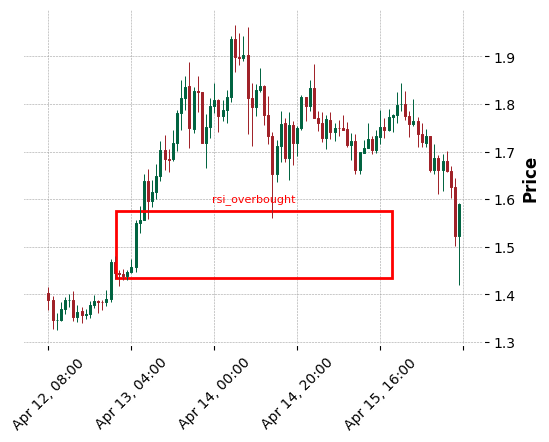 1.9
1.8
1.7
rsi_overbought
1.6
1.5
1.4
1.3
Price
Apr 12, 08:00
Apr 13, 04:00
Apr 14, 00:00
Apr 14, 20:00
Apr 15, 16:00